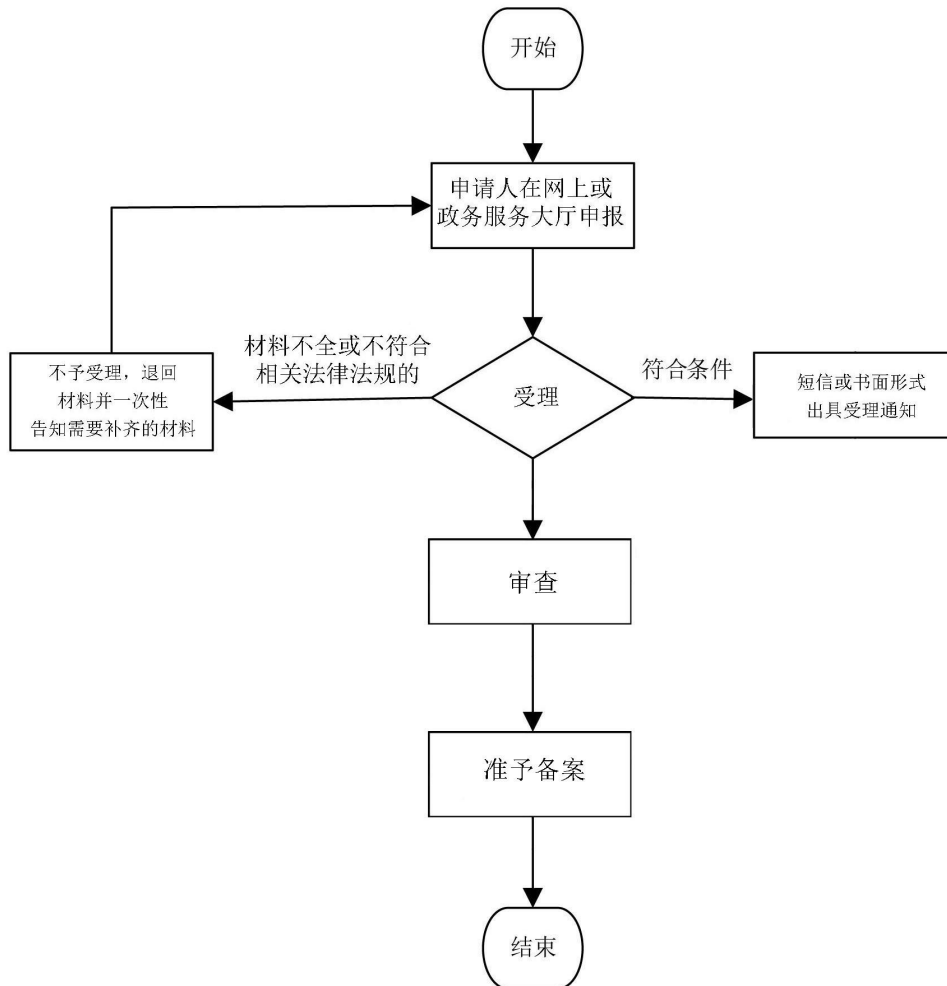 开始
申请人在网上或
政务服务大厅申报
材料不全或不符合
相关法律法规的
符合条件
不予受理，退回
材料并一次性
告知需要补齐的材料
受理
短信或书面形式
出具受理通知
审查
准予备案
结束